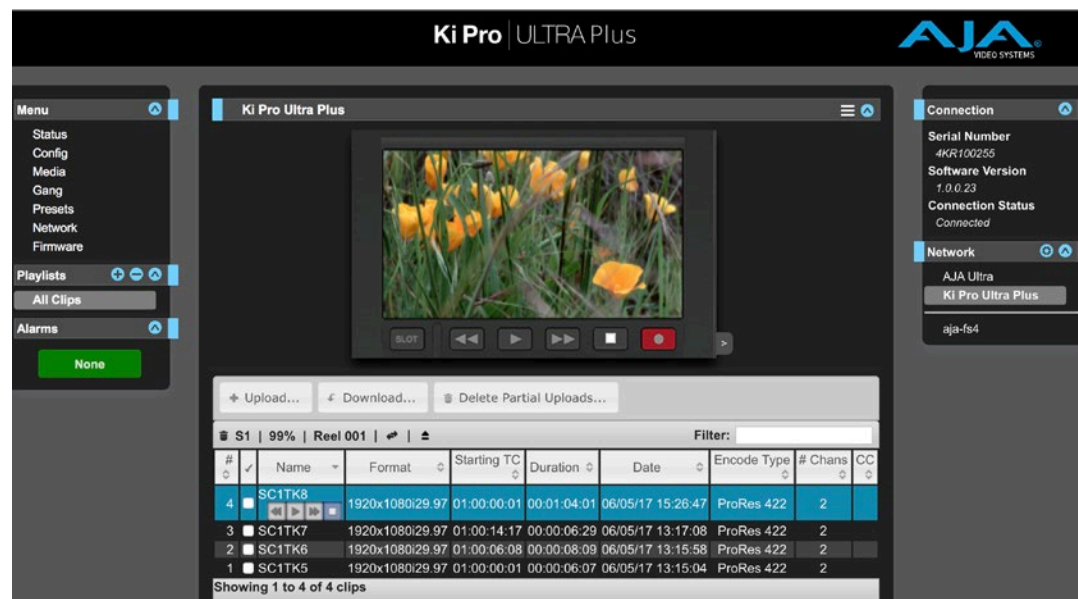 Ki Pro ULTRA Plus
AJA
VIDEO SYSTEMS
Menu
Status
Config
Media
Gang
Presets
Network
Firmware
Playlists
All Clips
Alarms
None
Ki Pro Ultra Plus
SLOT
>
+ Upload...
Download...
Delete Partial Uploads...
S1 | 99% | Reel 001 | |
Filter:
# ✓ Name Format Starting TC Duration Date Encode Type # Chans CC
4 SC1TK8 1920x1080i29.97 01:00:00:01 00:01:04:01 06/05/17 15:26:47 ProRes 422 2
3 SC1TK7 1920x1080i29.97 01:00:14:17 00:00:06:29 06/05/17 13:17:08 ProRes 422 2
2 SC1TK6 1920x1080i29.97 01:00:06:08 00:00:08:09 06/05/17 13:15:58 ProRes 422 2
1 SC1TK5 1920x1080i29.97 01:00:00:01 00:00:06:07 06/05/17 13:15:04 ProRes 422 2
Showing 1 to 4 of 4 clips
Connection
Serial Number
4KR100255
Software Version
1.0.0.23
Connection Status
Connected
Network
AJA Ultra
Ki Pro Ultra Plus
aja-fs4